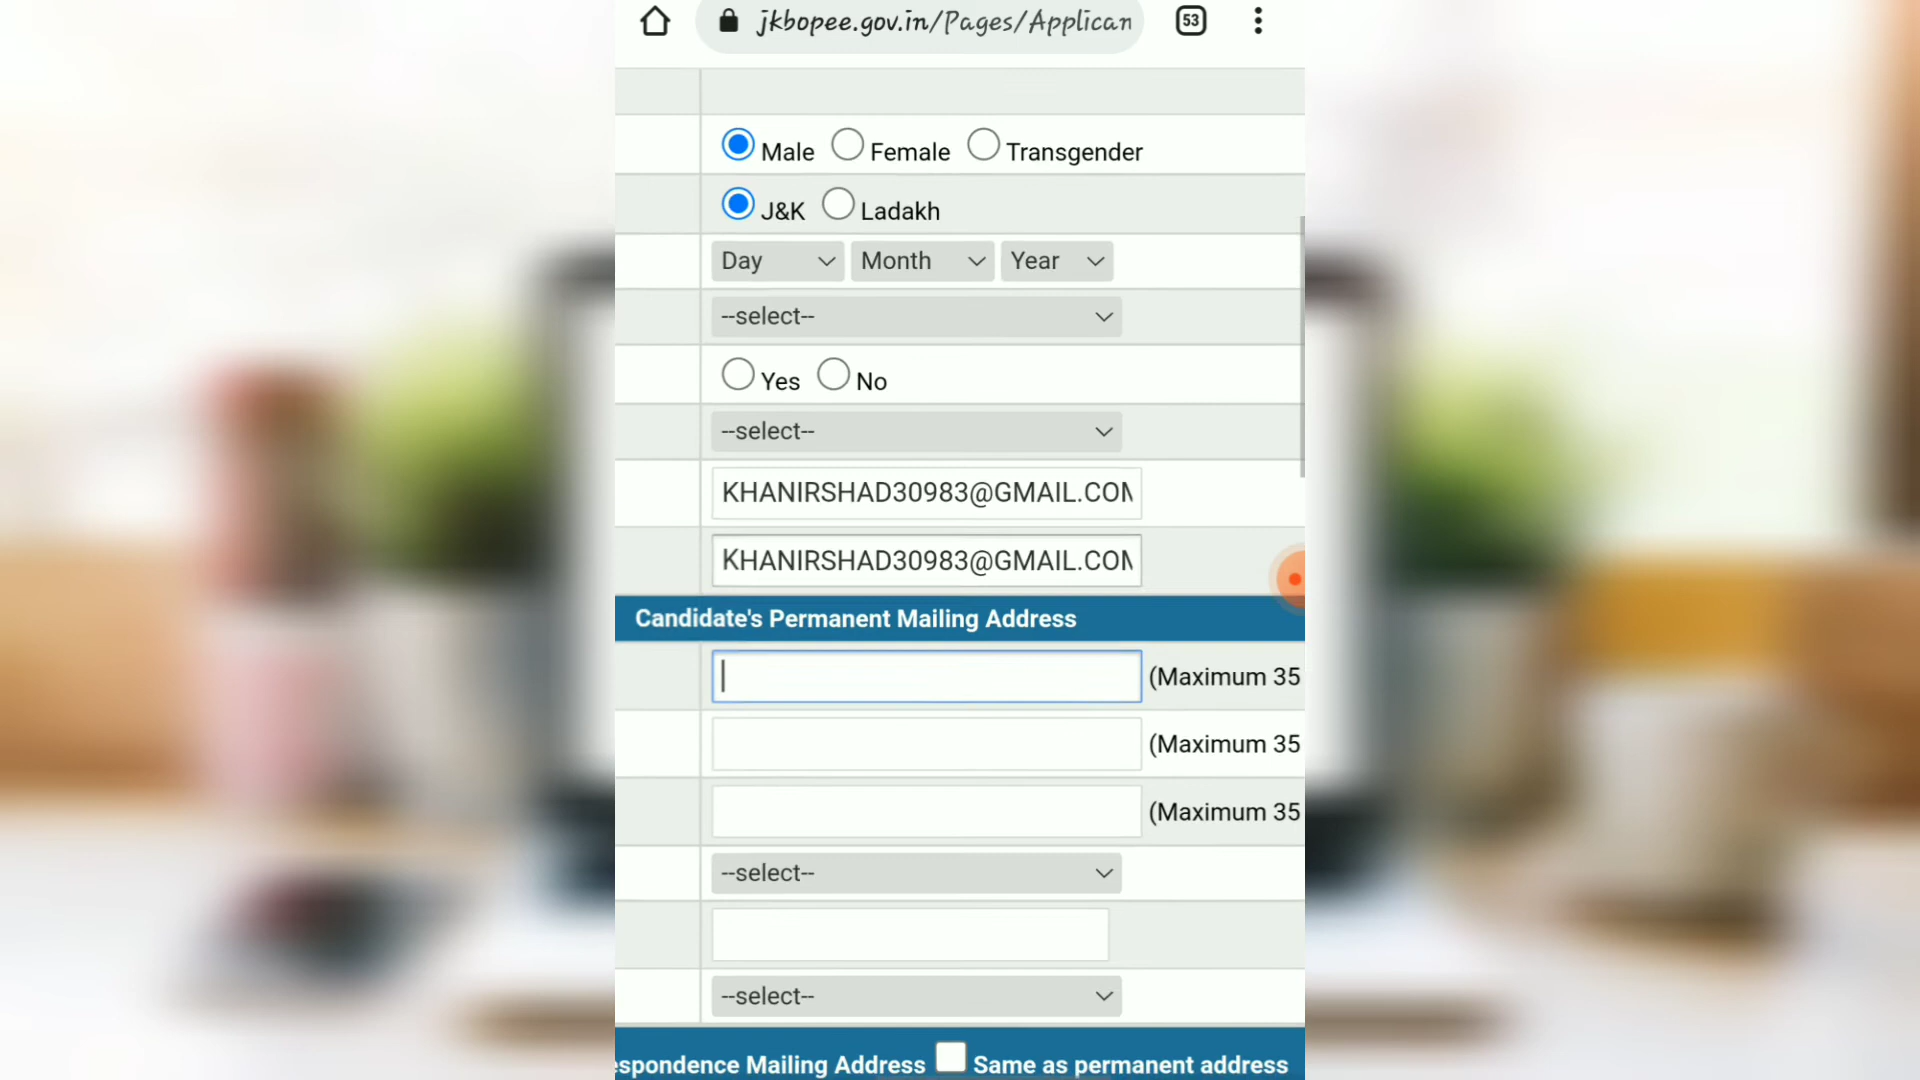 jkbopee.gov.in/Pages/Applican 53
Male Female Transgender
J&K Ladakh
Day Month Year
--select--
Yes No
--select--
KHANIRSHAD30983@GMAIL.COM
KHANIRSHAD30983@GMAIL.COM
Candidate's Permanent Mailing Address
(Maximum 35
(Maximum 35
(Maximum 35
--select--
--select--
espondence Mailing Address Same as permanent address